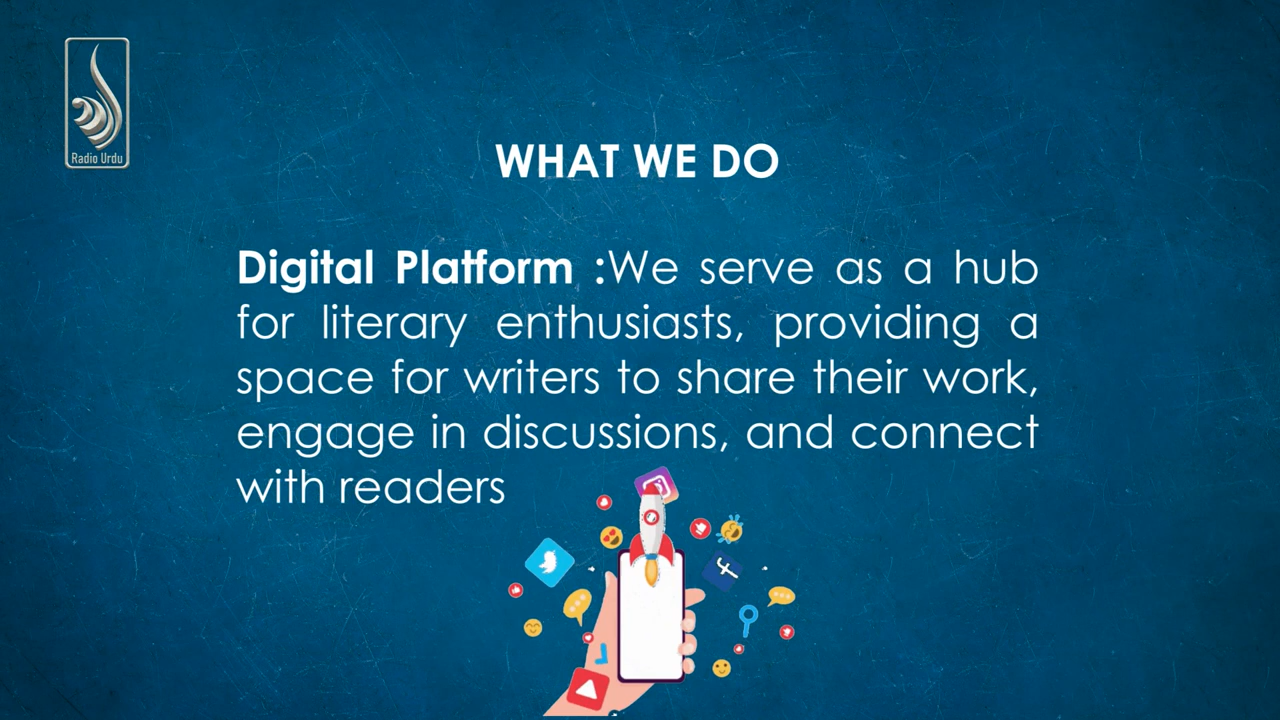 Radio Urdu
WHAT WE DO
Digital Platform :We serve as a hub
for literary enthusiasts, providing a
space for writers to share their work,
engage in discussions, and connect
with readers